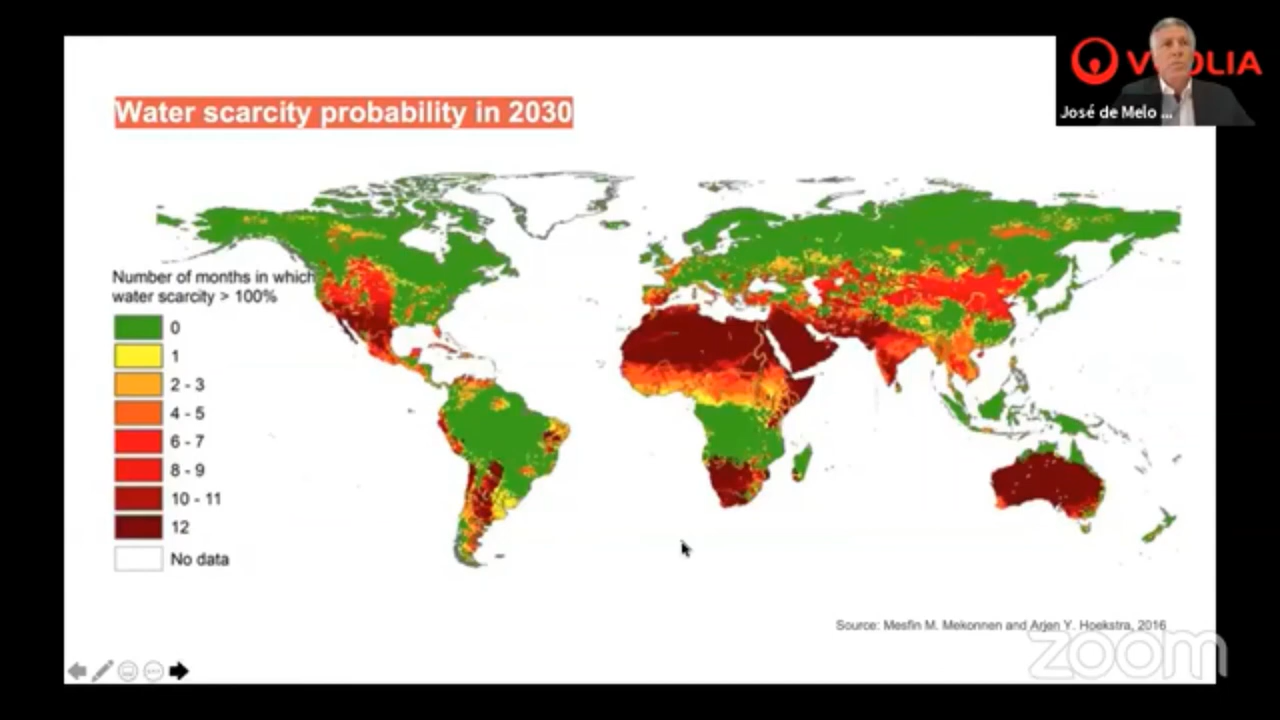 VEOLIA
José de Melo ...
Water scarcity probability in 2030
Number of months in which
water scarcity > 100%
0
1
2 - 3
4 - 5
6 - 7
8 - 9
10 - 11
12
No data
Source: Mesfin M. Mekonnen and Arjen Y. Hoekstra, 2016
zoom